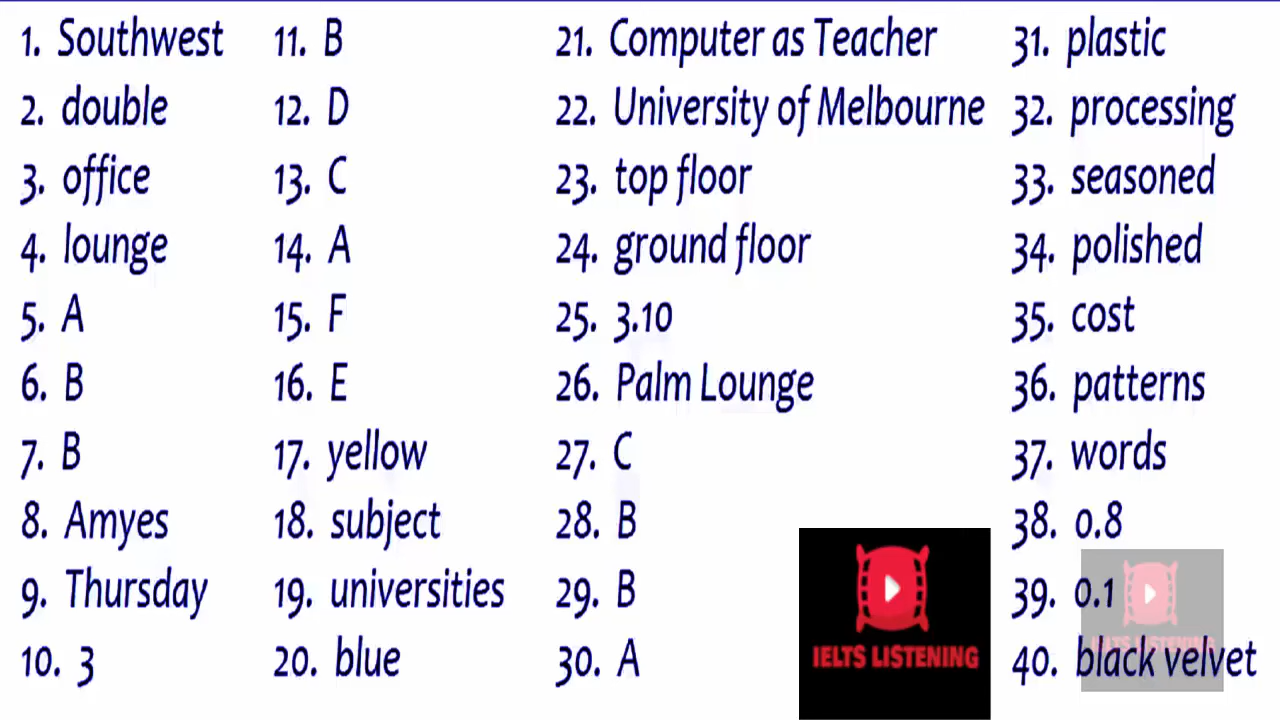 1. Southwest
2. double
3. office
4. lounge
5. A
6. B
7. B
8. Amyes
9. Thursday
10. 3
11. B
12. D
13. C
14. A
15. F
16. E
17. yellow
18. subject
19. universities
20. blue
21. Computer as Teacher
22. University of Melbourne
23. top floor
24. ground floor
25. 3.10
26. Palm Lounge
27. C
28. B
29. B
30. A
IELTS LISTENING
31. plastic
32. processing
33. seasoned
34. polished
35. cost
36. patterns
37. words
38. 0.8
39. 0.1
40. black velvet
IELTS LISTENING